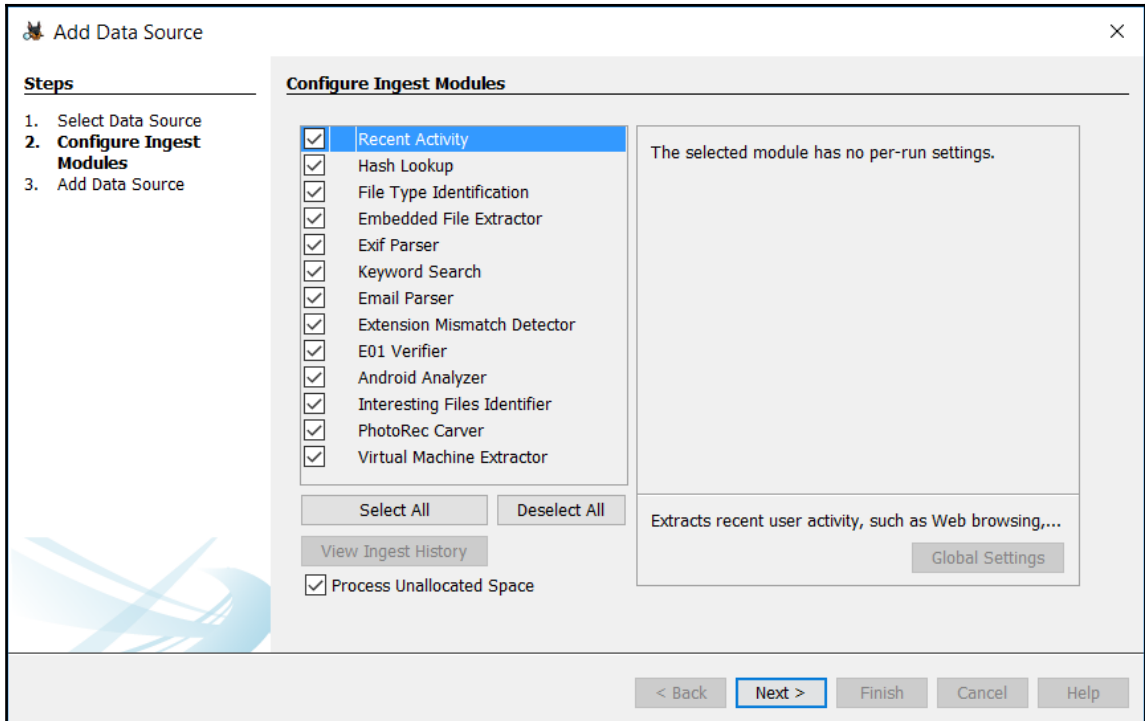 Add Data Source
Steps
1. Select Data Source
2. Configure Ingest
Modules
3. Add Data Source
Configure Ingest Modules
Recent Activity
Hash Lookup
File Type Identification
Embedded File Extractor
Exif Parser
Keyword Search
Email Parser
Extension Mismatch Detector
E01 Verifier
Android Analyzer
Interesting Files Identifier
PhotoRec Carver
Virtual Machine Extractor
Select All
Deselect All
View Ingest History
Process Unallocated Space
The selected module has no per-run settings.
Extracts recent user activity, such as Web browsing,...
Global Settings
< Back
Next >
Finish
Cancel
Help